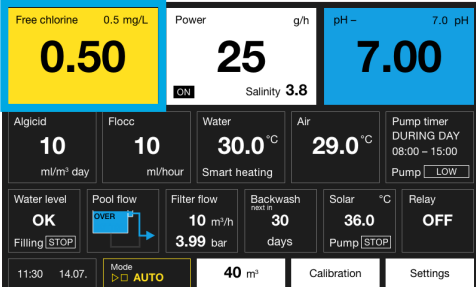 Free chlorine 0.5 mg/L
0.50
Power g/h
25
ON Salinity 3.8
pH – 7.0 pH
7.00
Algicid
10
ml/m³ day
Flocc
10
ml/hour
Water
30.0°C
Smart heating
Air
29.0°C
Pump timer
DURING DAY
08:00 – 15:00
Pump LOW
Water level
OK
Filling STOP
Pool flow
OVER
Filter flow
10 m³/h
3.99 bar
Backwash
next in
30
days
Solar °C
36.0
Pump STOP
Relay
OFF
11:30 14.07.
Mode
AUTO
40 m³
Calibration
Settings